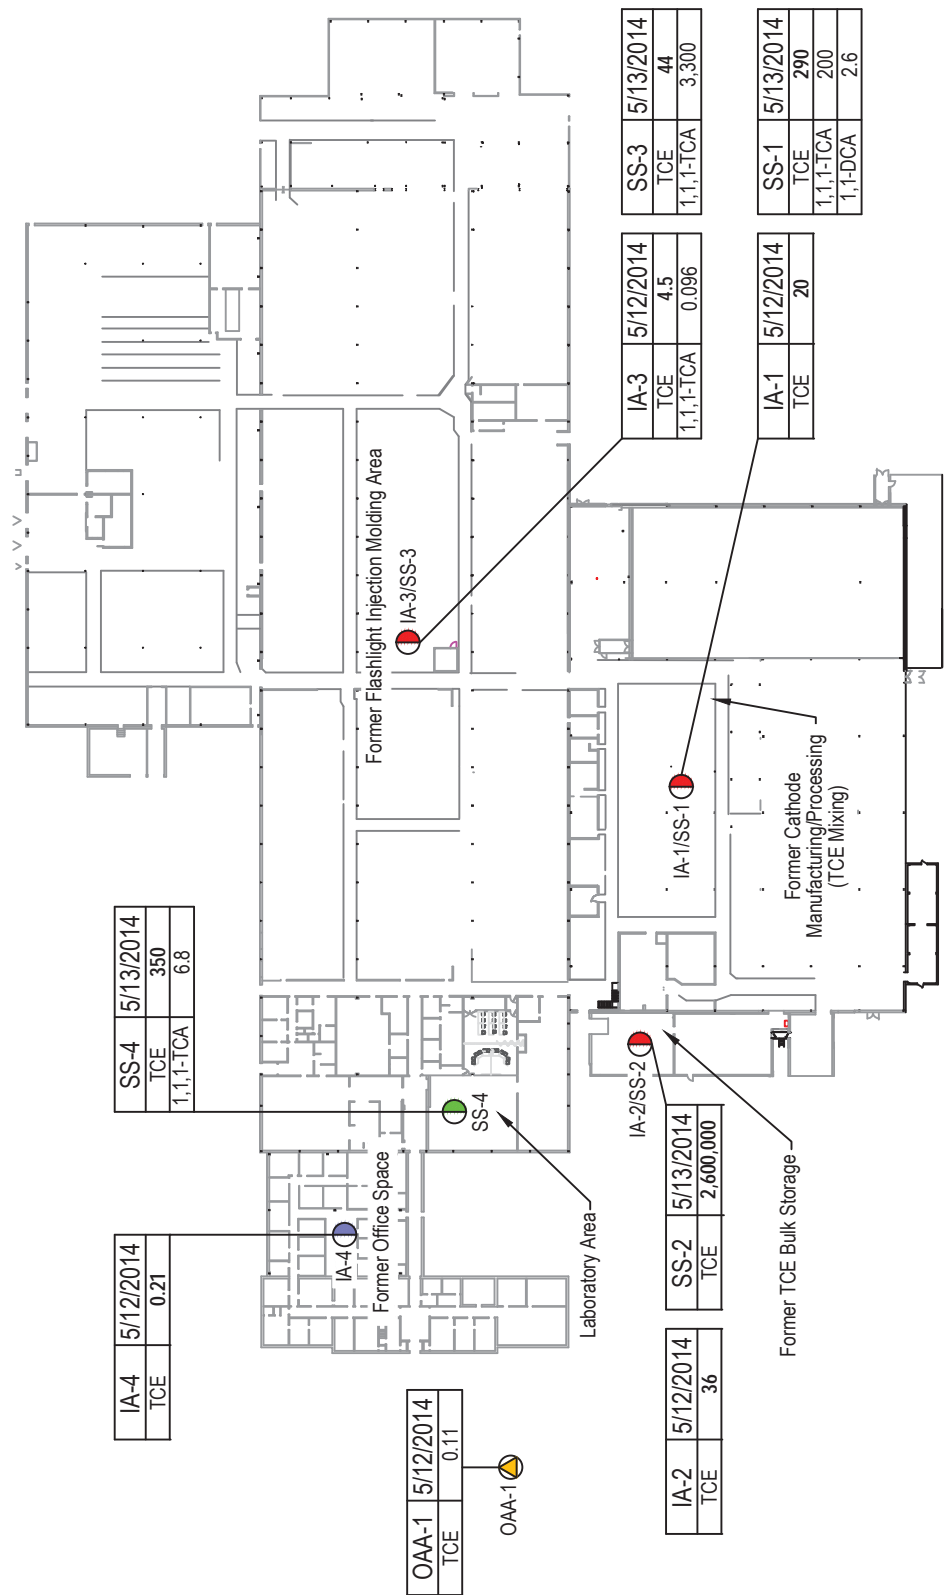 IA-4 5/12/2014
TCE 0.21
SS-4 5/13/2014
TCE 350
1,1,1-TCA 6.8
OAA-1 5/12/2014
TCE 0.11
OAA-1
IA-4
Former Office Space
SS-4
Laboratory Area
Former Flashlight Injection Molding Area
IA-3/SS-3
IA-3 5/12/2014
TCE 4.5
1,1,1-TCA 0.096
SS-3 5/13/2014
TCE 44
1,1,1-TCA 3,300
IA-2 5/12/2014
TCE 36
SS-2 5/13/2014
TCE 2,600,000
IA-2/SS-2
Former TCE Bulk Storage
IA-1/SS-1
Former Cathode
Manufacturing/Processing
(TCE Mixing)
IA-1 5/12/2014
TCE 20
SS-1 5/13/2014
TCE 290
1,1,1-TCA 200
1,1-DCA 2.6